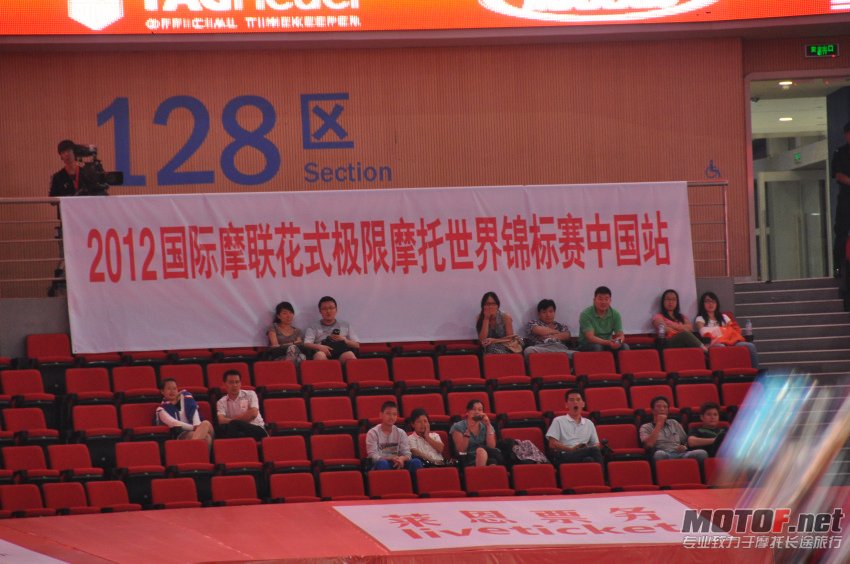 TAGHeuer
OFFICIAL TIMEKEEPER
128 区
Section
2012国际摩联花式极限摩托世界锦标赛中国站
莱恩票务
liveticket
MOTOF.net
专业致力于摩托长途旅行